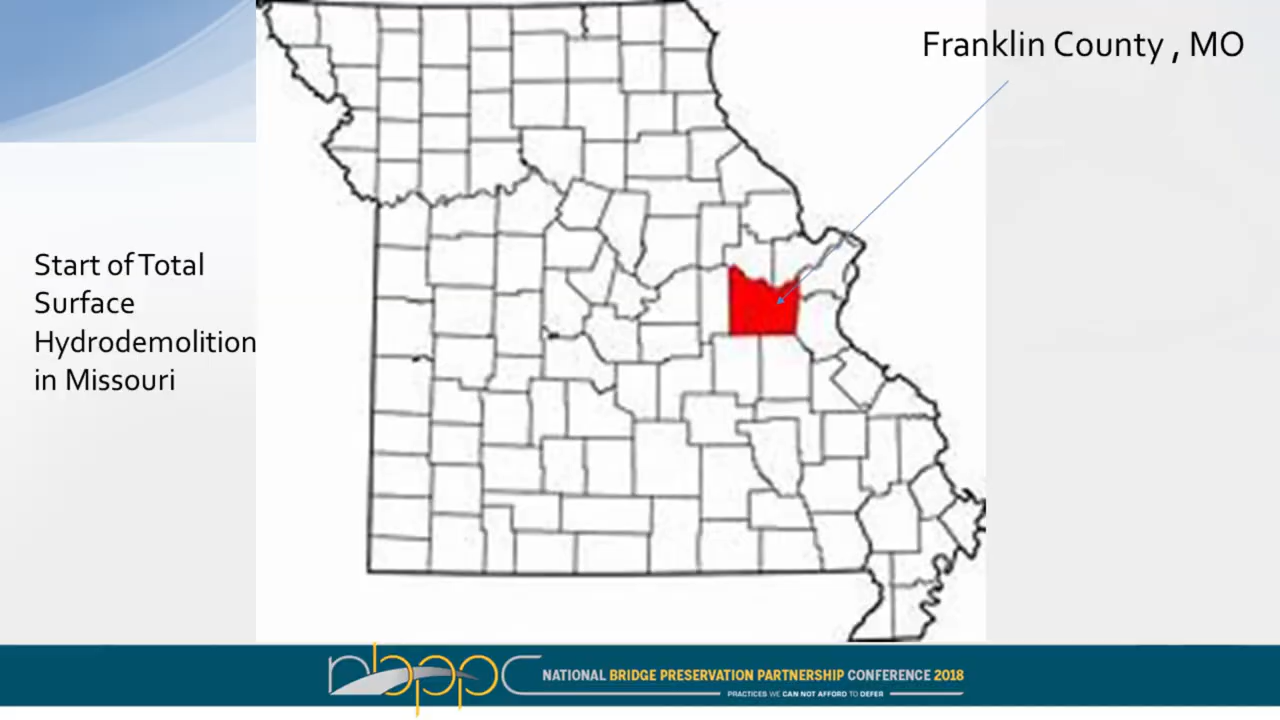 Franklin County , MO
Start of Total
Surface
Hydrodemolition
in Missouri
nbppc
NATIONAL BRIDGE PRESERVATION PARTNERSHIP CONFERENCE 2018
PRACTICES WE CAN NOT AFFORD TO DEFER